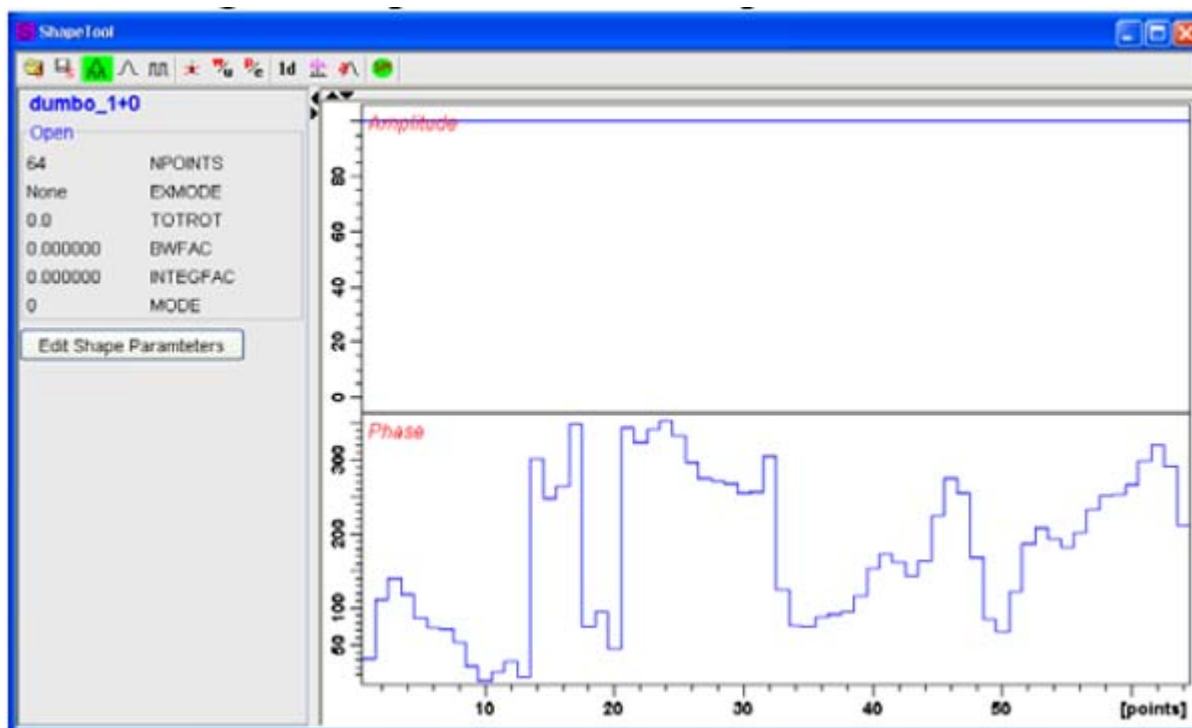 ShapeTool
1d
dumbo_1+0
Open
64 NPOINTS
None EXMODE
0.0 TOTROT
0.000000 BWFAC
0.000000 INTEGFAC
0 MODE
Edit Shape Paramteters
Amplitude
80
60
40
20
0
Phase
300
200
100
50
10 20 30 40 50 [points]